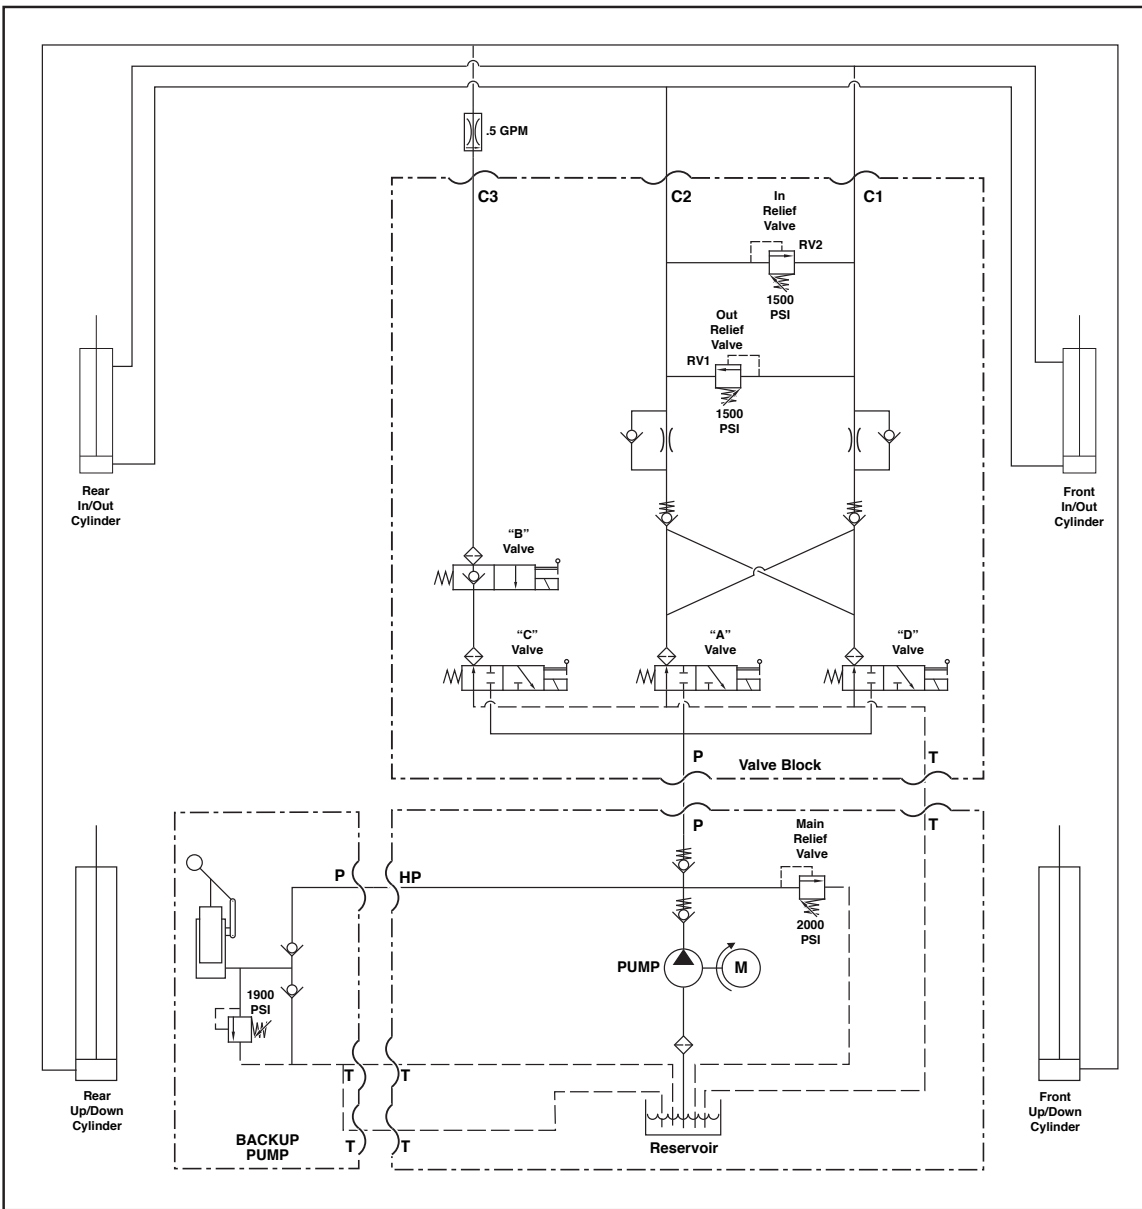 .5 GPM
C3
C2
C1
In
Relief
Valve
RV2
1500
PSI
Out
Relief
Valve
RV1
1500
PSI
Rear
In/Out
Cylinder
Front
In/Out
Cylinder
“B”
Valve
“C”
Valve
“A”
Valve
“D”
Valve
P
Valve Block
T
P
T
Main
Relief
Valve
P
HP
2000
PSI
PUMP
M
1900
PSI
T
T
T
T
Rear
Up/Down
Cylinder
BACKUP
PUMP
Reservoir
Front
Up/Down
Cylinder